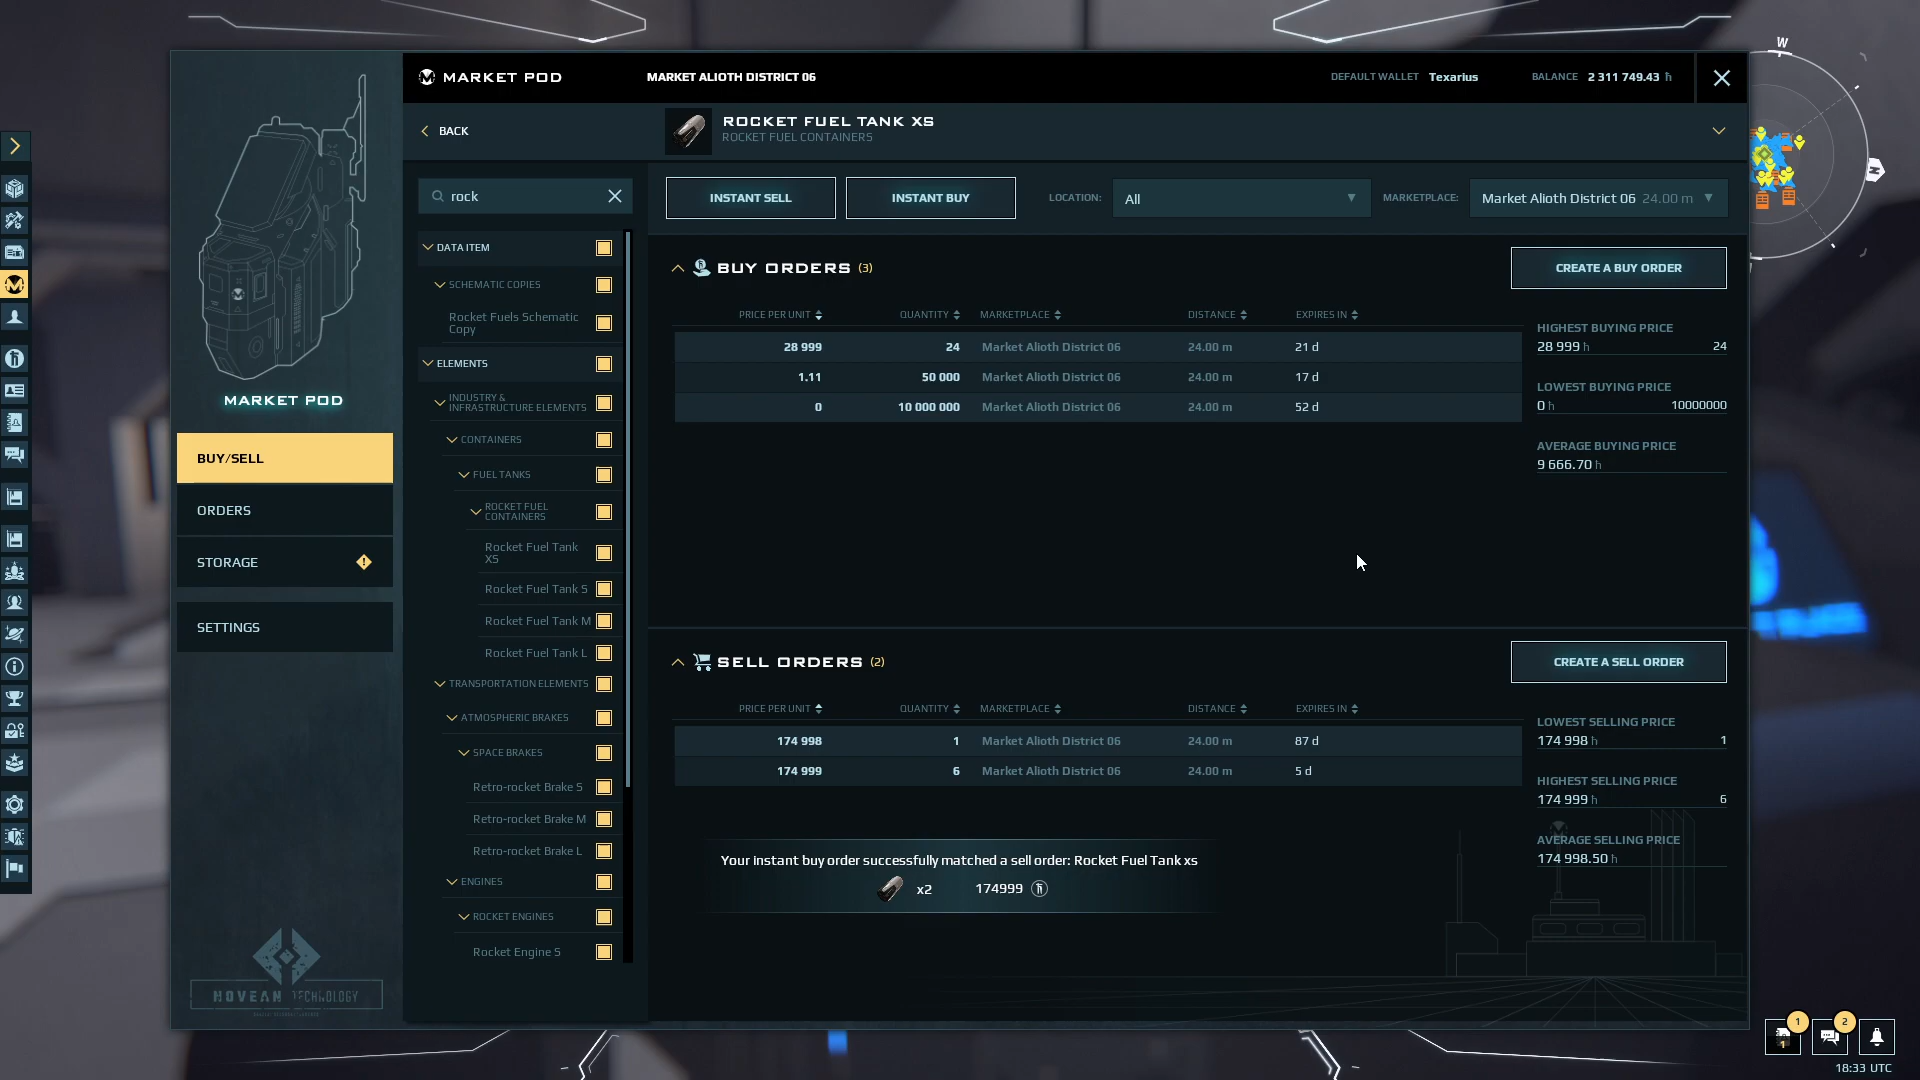 W
MARKET POD
MARKET ALIOTH DISTRICT 06
DEFAULT WALLET Texarius
BALANCE 2 311 749.43 ħ
BACK
ROCKET FUEL TANK XS
ROCKET FUEL CONTAINERS
rock
INSTANT SELL
INSTANT BUY
LOCATION:
All
MARKETPLACE:
Market Alioth District 06 24.00 m
DATA ITEM
SCHEMATIC COPIES
Rocket Fuels Schematic
Copy
ELEMENTS
INDUSTRY &
INFRASTRUCTURE ELEMENTS
CONTAINERS
FUEL TANKS
ROCKET FUEL
CONTAINERS
Rocket Fuel Tank
XS
Rocket Fuel Tank S
Rocket Fuel Tank M
Rocket Fuel Tank L
TRANSPORTATION ELEMENTS
ATMOSPHERIC BRAKES
SPACE BRAKES
Retro-rocket Brake S
Retro-rocket Brake M
Retro-rocket Brake L
ENGINES
ROCKET ENGINES
Rocket Engine S
MARKET POD
BUY/SELL
ORDERS
STORAGE
SETTINGS
NOVEAN TECHNOLOGY
BUY ORDERS (3)
CREATE A BUY ORDER
PRICE PER UNIT QUANTITY MARKETPLACE DISTANCE EXPIRES IN
28 999 24 Market Alioth District 06 24.00 m 21 d
1.11 50 000 Market Alioth District 06 24.00 m 17 d
0 10 000 000 Market Alioth District 06 24.00 m 52 d
HIGHEST BUYING PRICE
28 999 ħ 24
LOWEST BUYING PRICE
0 ħ 10000000
AVERAGE BUYING PRICE
9 666.70 ħ
SELL ORDERS (2)
CREATE A SELL ORDER
PRICE PER UNIT QUANTITY MARKETPLACE DISTANCE EXPIRES IN
174 998 1 Market Alioth District 06 24.00 m 87 d
174 999 6 Market Alioth District 06 24.00 m 5 d
LOWEST SELLING PRICE
174 998 ħ 1
HIGHEST SELLING PRICE
174 999 ħ 6
AVERAGE SELLING PRICE
174 998.50 ħ
Your instant buy order successfully matched a sell order: Rocket Fuel Tank xs
x2 174999 ħ
N
1
1
2
18:33 UTC